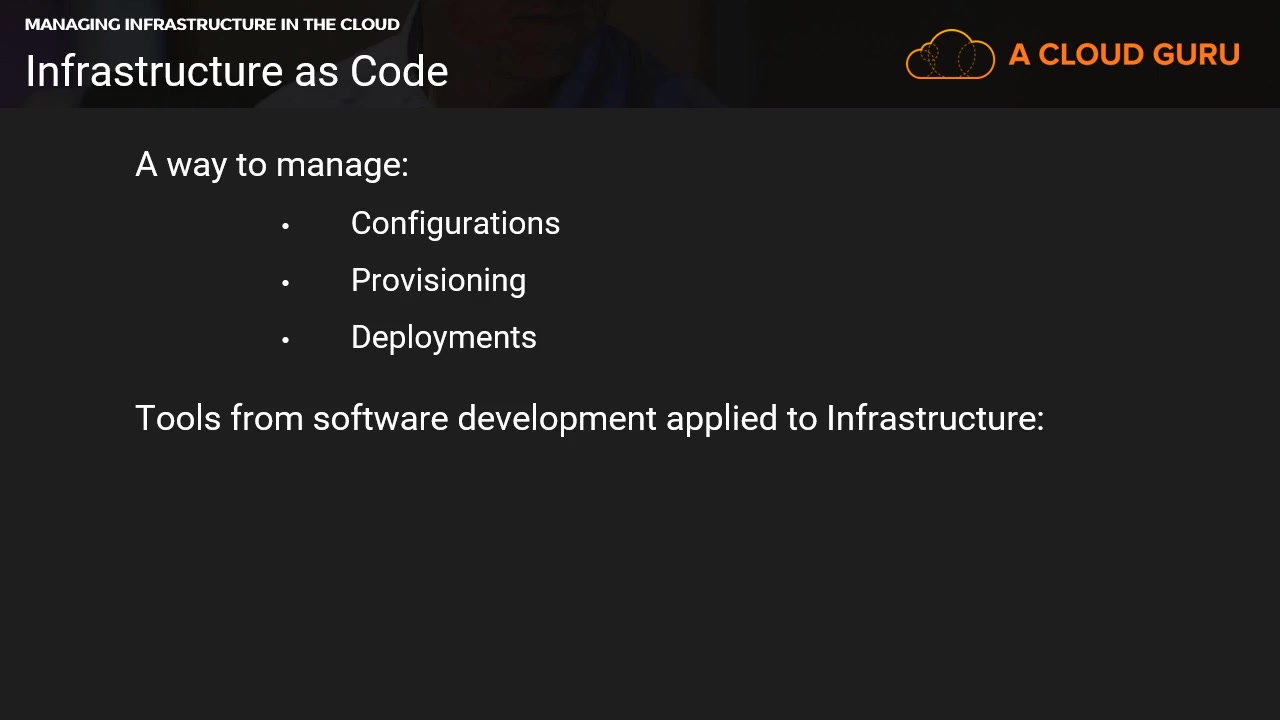 MANAGING INFRASTRUCTURE IN THE CLOUD
Infrastructure as Code
A CLOUD GURU
A way to manage:
• Configurations
• Provisioning
• Deployments
Tools from software development applied to Infrastructure: